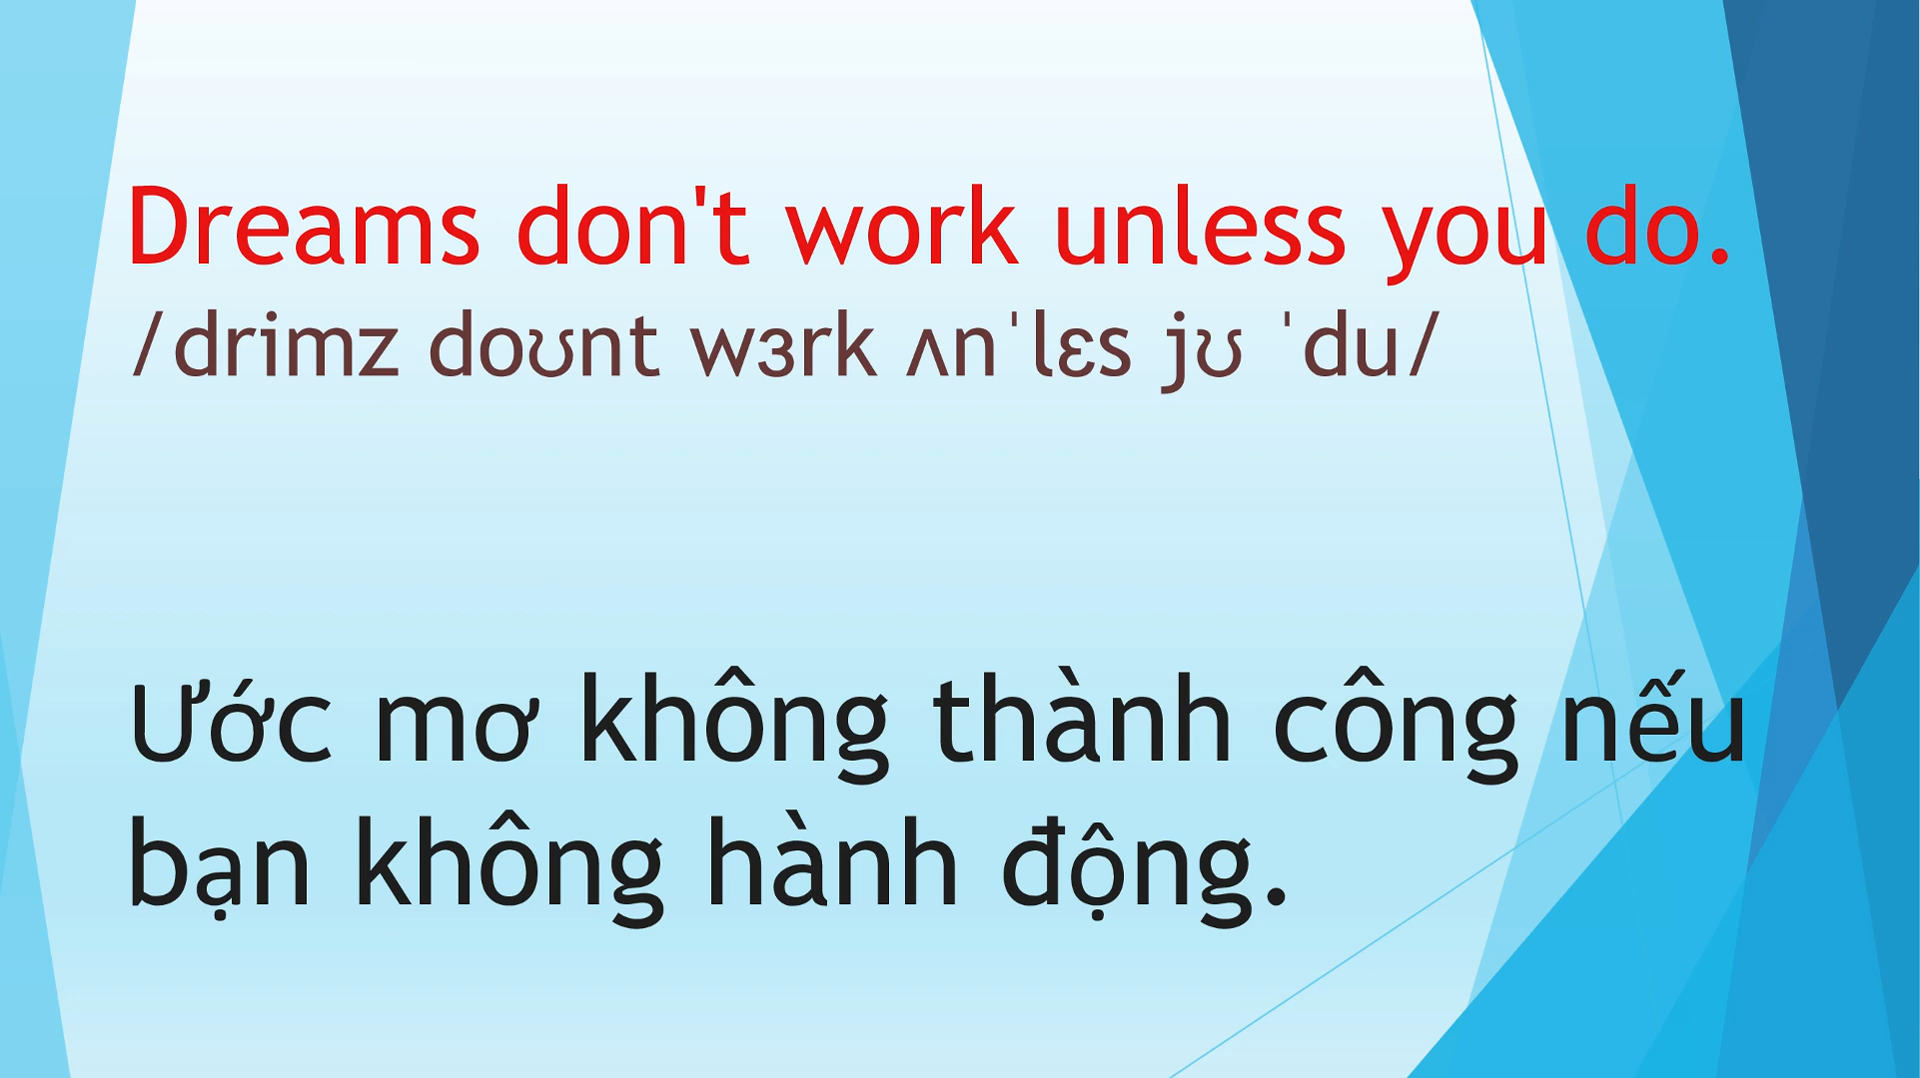 Dreams don't work unless you do.
/drimz doʊnt wɜrk ʌnˈlɛs jʊ ˈdu/
Ước mơ không thành công nếu
bạn không hành động.